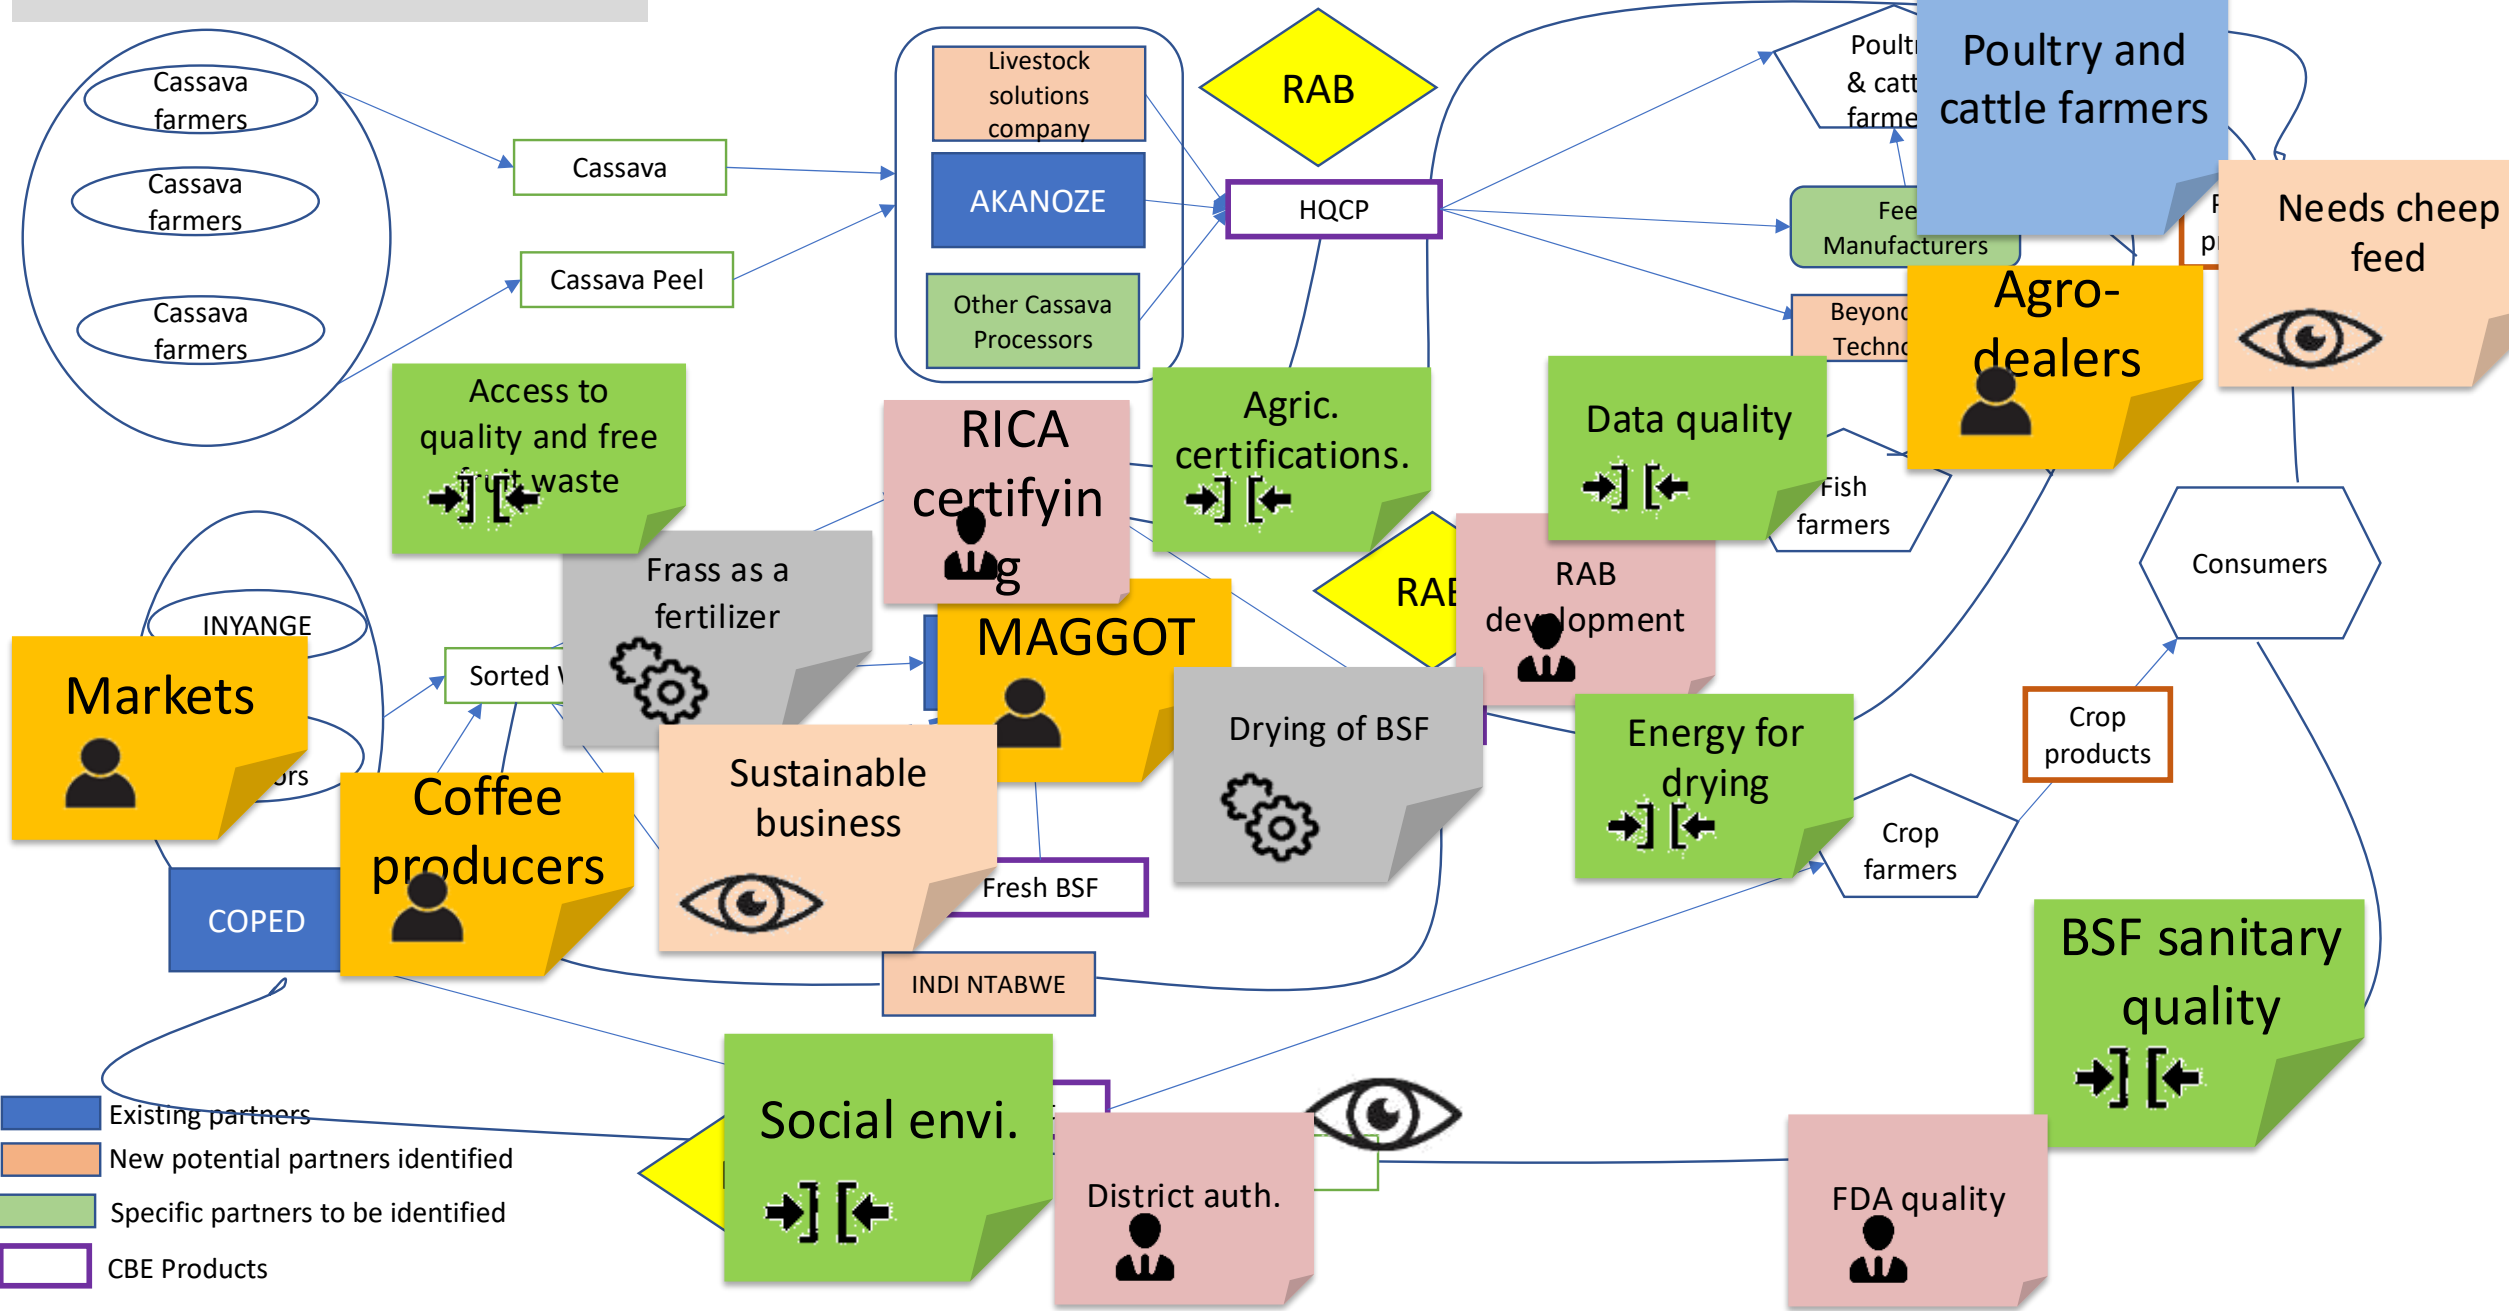 Cassava
farmers
Cassava
farmers
Cassava
farmers
Cassava
Cassava Peel
Livestock
solutions
company
AKANOZE
Other Cassava
Processors
RAB
HQCP
Poultry and
cattle farmers
Manufacturers
Needs cheep
feed
Agro-
dealers
Access to
quality and free
fruit waste
RICA
certifyin
g
Agric.
certifications.
Data quality
Fish
farmers
Consumers
INYANGE
Markets
Sorted
Frass as a
fertilizer
MAGGOT
RAB
development
Drying of BSF
Energy for
drying
Crop
products
Crop
farmers
Coffee
producers
Sustainable
business
Fresh BSF
COPED
INDI NTABWE
BSF sanitary
quality
Social envi.
District auth.
FDA quality
Existing partners
New potential partners identified
Specific partners to be identified
CBE Products